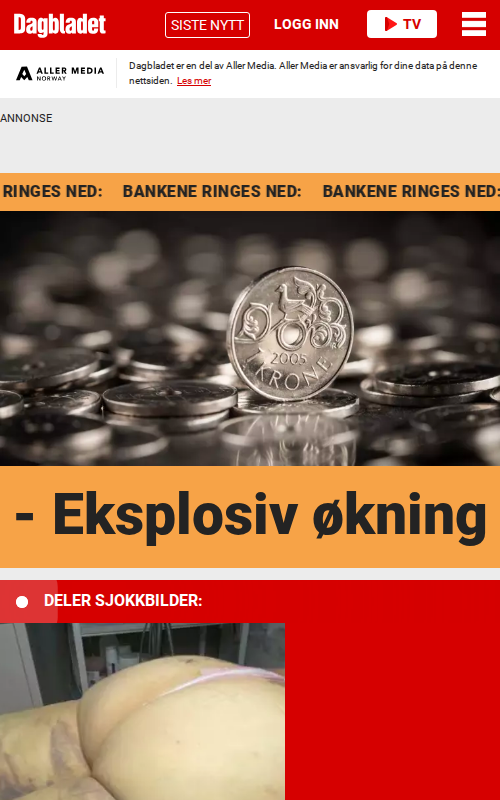 Dagbladet
SISTE NYTT
LOGG INN
TV
ALLER MEDIA
NORWAY
Dagbladet er en del av Aller Media. Aller Media er ansvarlig for dine data på denne
nettsiden. Les mer
ANNONSE
RINGES NED: BANKENE RINGES NED: BANKENE RINGES NED:
2005
1 KRONE
- Eksplosiv økning
DELER SJOKKBILDER: